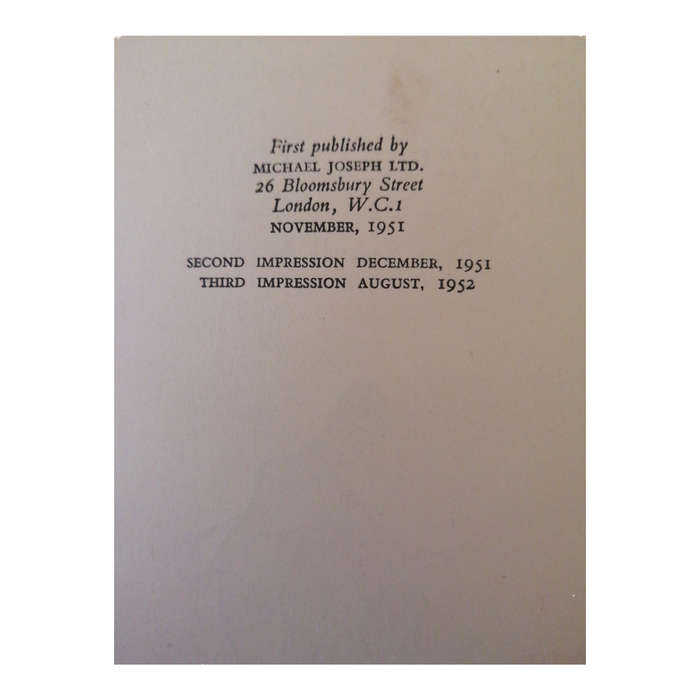 First published by
MICHAEL JOSEPH LTD.
26 Bloomsbury Street
London, W.C.1
NOVEMBER, 1951
SECOND IMPRESSION DECEMBER, 1951
THIRD IMPRESSION AUGUST, 1952